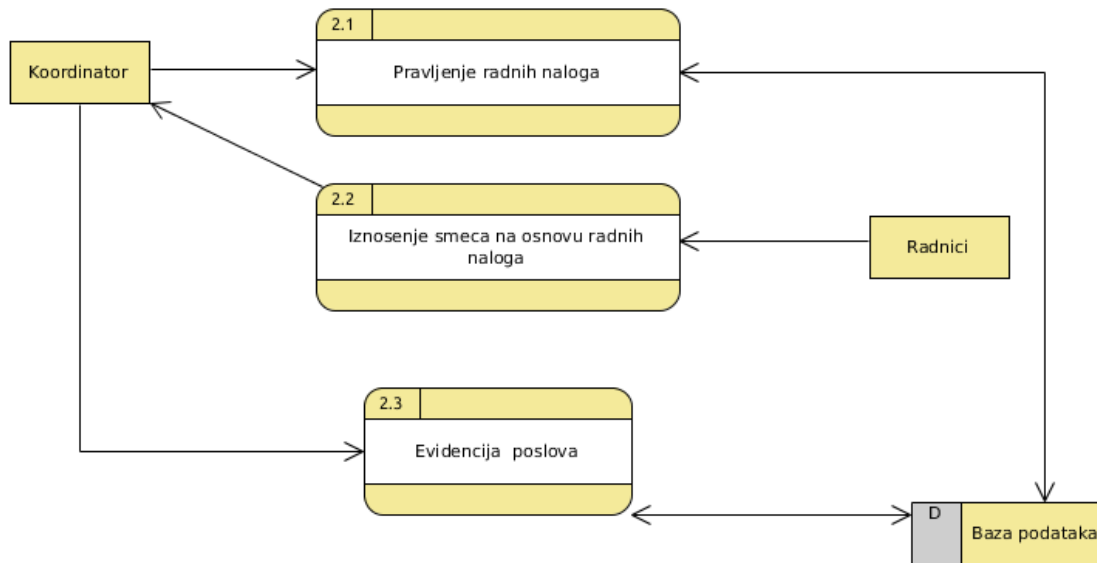 2.1
Koordinator
Pravljenje radnih naloga
2.2
Iznosenje smeca na osnovu radnih
naloga
Radnici
2.3
Evidencija poslova
D
Baza podataka